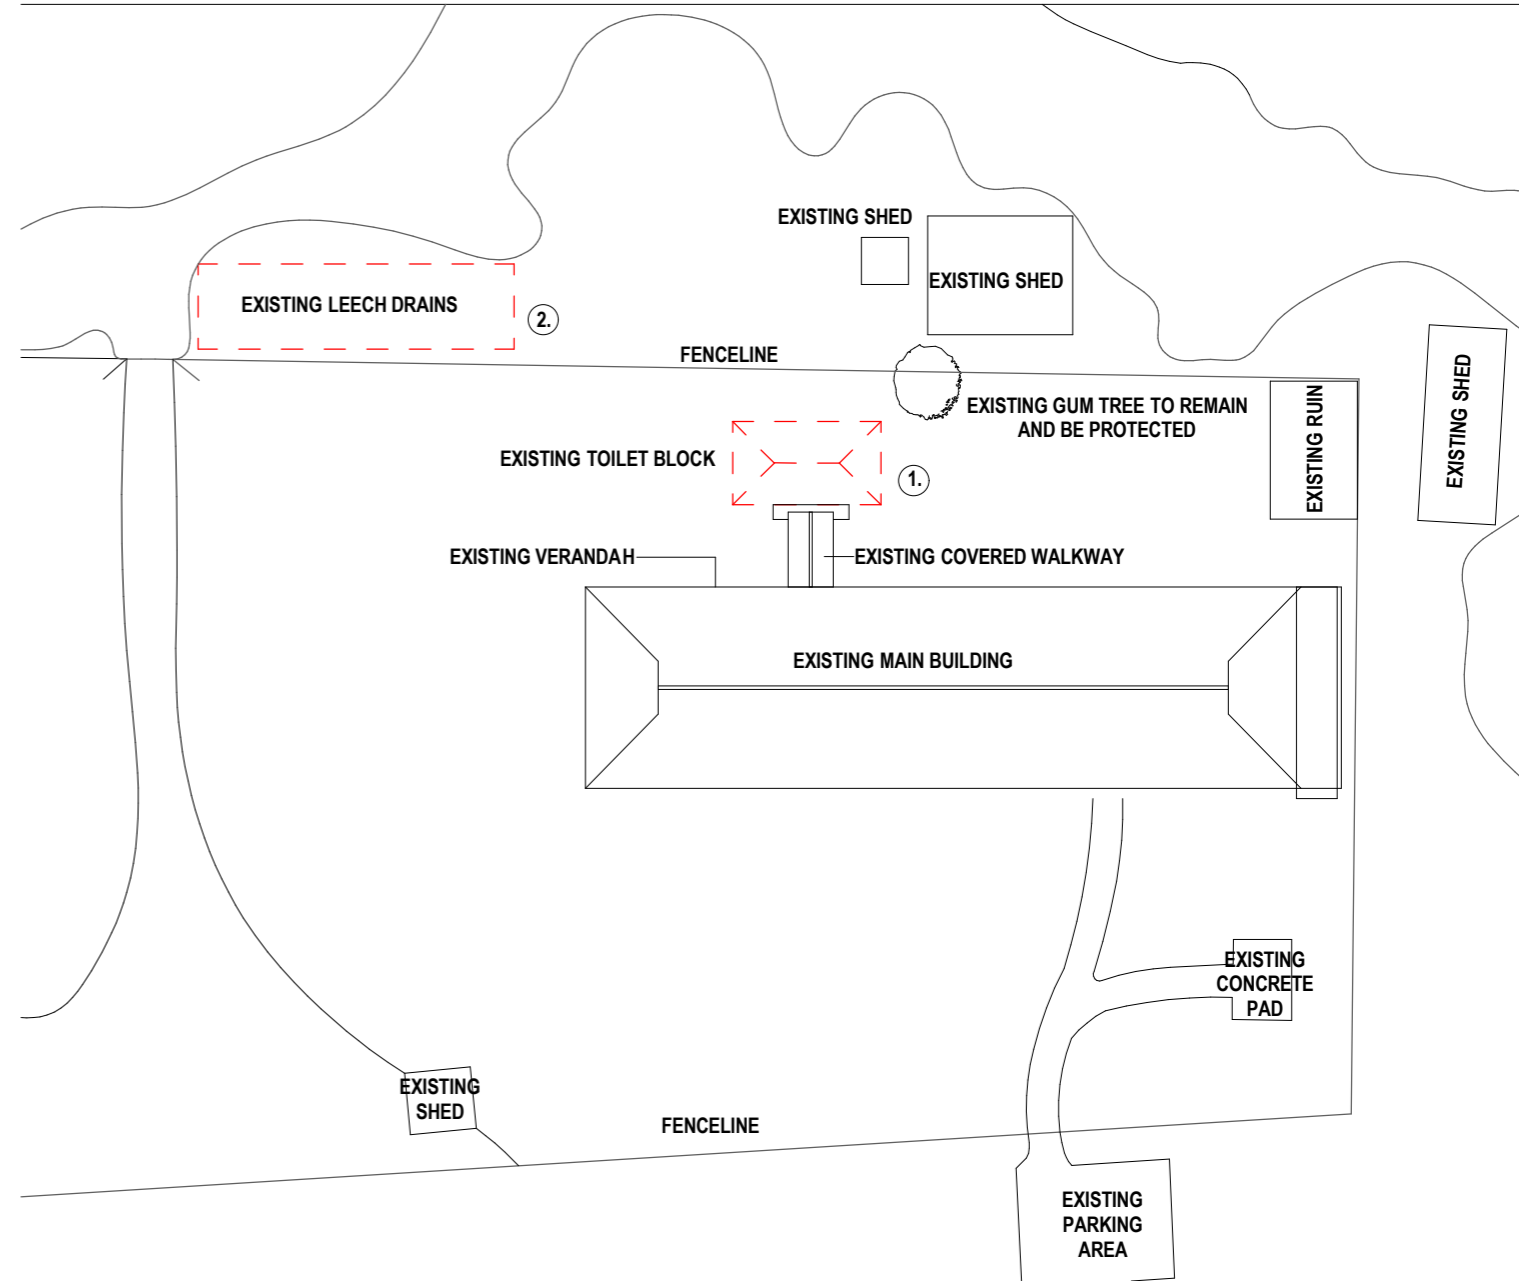 EXISTING SHED
EXISTING SHED
EXISTING LEECH DRAINS
2.
FENCELINE
EXISTING SHED
EXISTING GUM TREE TO REMAIN
AND BE PROTECTED
EXISTING RUIN
EXISTING TOILET BLOCK
1.
EXISTING VERANDAH
EXISTING COVERED WALKWAY
EXISTING MAIN BUILDING
EXISTING
CONCRETE
PAD
EXISTING
SHED
FENCELINE
EXISTING
PARKING
AREA